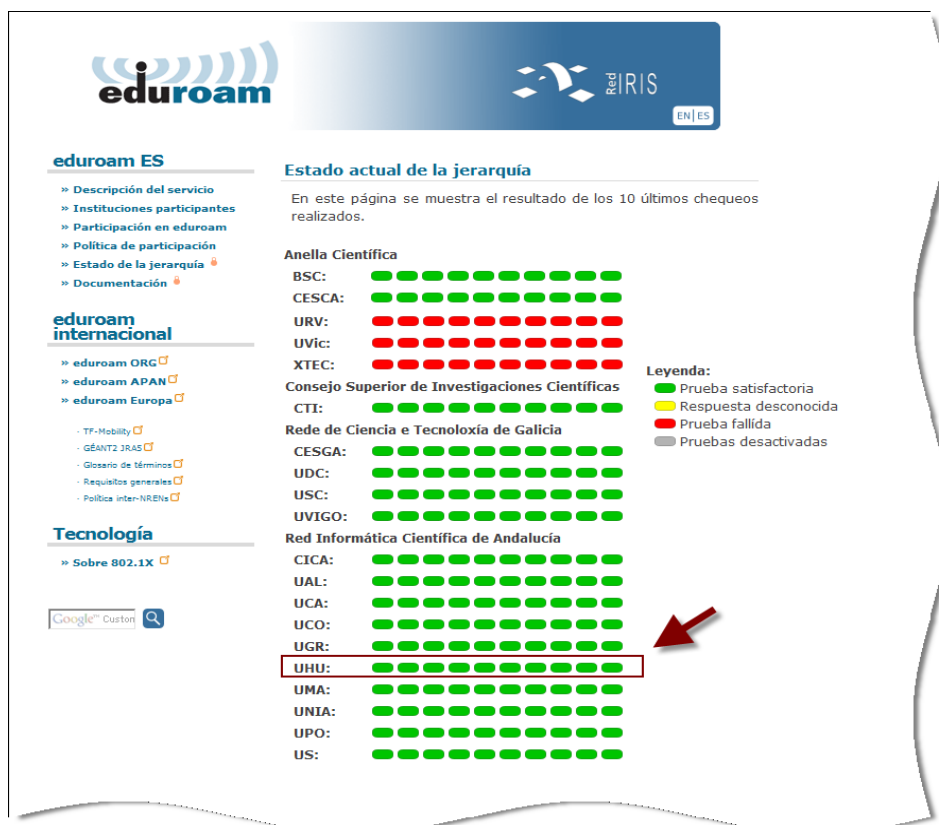 eduroam
RedIRIS
EN|ES
eduroam ES
» Descripción del servicio
» Instituciones participantes
» Participación en eduroam
» Política de participación
» Estado de la jerarquía
» Documentación
eduroam
internacional
» eduroam ORG
» eduroam APAN
» eduroam Europa
· TF-Mobility
· GÉANT2 JRA5
· Glosario de términos
· Requisitos generales
· Política inter-NRENs
Tecnología
» Sobre 802.1X
Google™ Custon
Estado actual de la jerarquía
En este página se muestra el resultado de los 10 últimos chequeos
realizados.
Anella Científica
BSC:
CESCA:
URV:
UVic:
XTEC:
Consejo Superior de Investigaciones Científicas
CTI:
Rede de Ciencia e Tecnoloxía de Galicia
CESGA:
UDC:
USC:
UVIGO:
Red Informática Científica de Andalucía
CICA:
UAL:
UCA:
UCO:
UGR:
UHU:
UMA:
UNIA:
UPO:
US:
Leyenda:
Prueba satisfactoria
Respuesta desconocida
Prueba fallída
Pruebas desactivadas